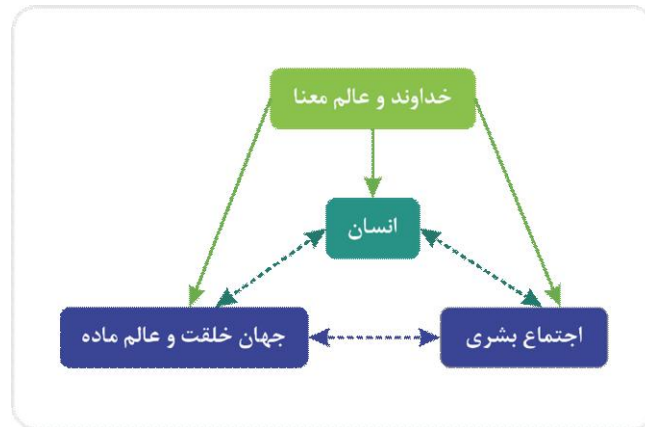 خداوند و عالم معنا
انسان
اجتماع بشری
جهان خلقت و عالم ماده